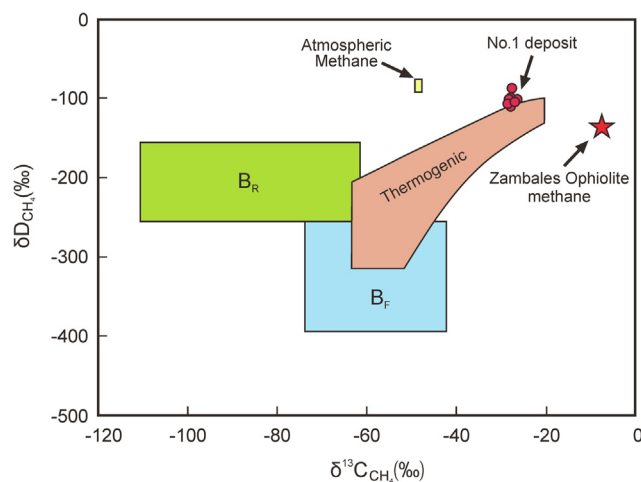 0
-100
-200
-300
-400
-500
-120
-100
-80
-60
-40
-20
0
δDCH₄(‰)
δ¹³CCH₄(‰)
Atmospheric
Methane
No.1 deposit
Zambales Ophiolite
methane
Thermogenic
BR
BF